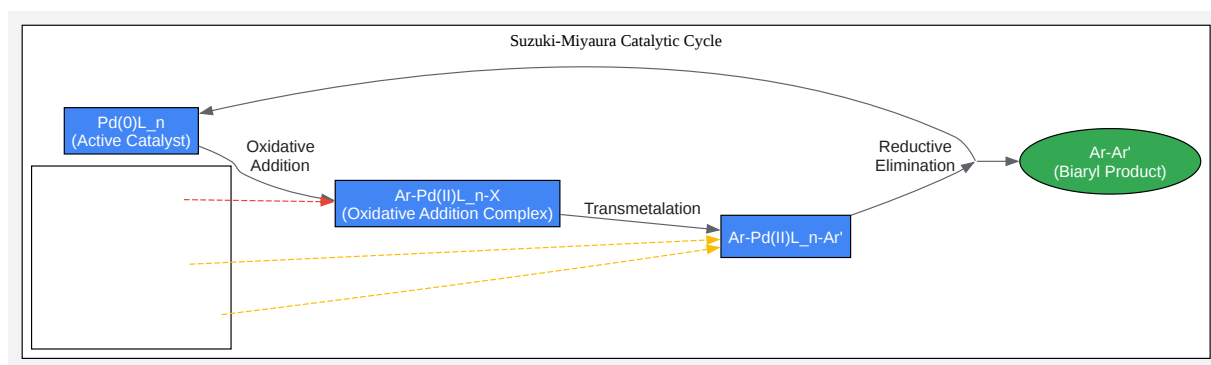 Suzuki-Miyaura Catalytic Cycle
Pd(0)L_n
(Active Catalyst)
Oxidative
Addition
Ar-Pd(II)L_n-X
(Oxidative Addition Complex)
Transmetalation
Ar-Pd(II)L_n-Ar'
Reductive
Elimination
Ar-Ar'
(Biaryl Product)